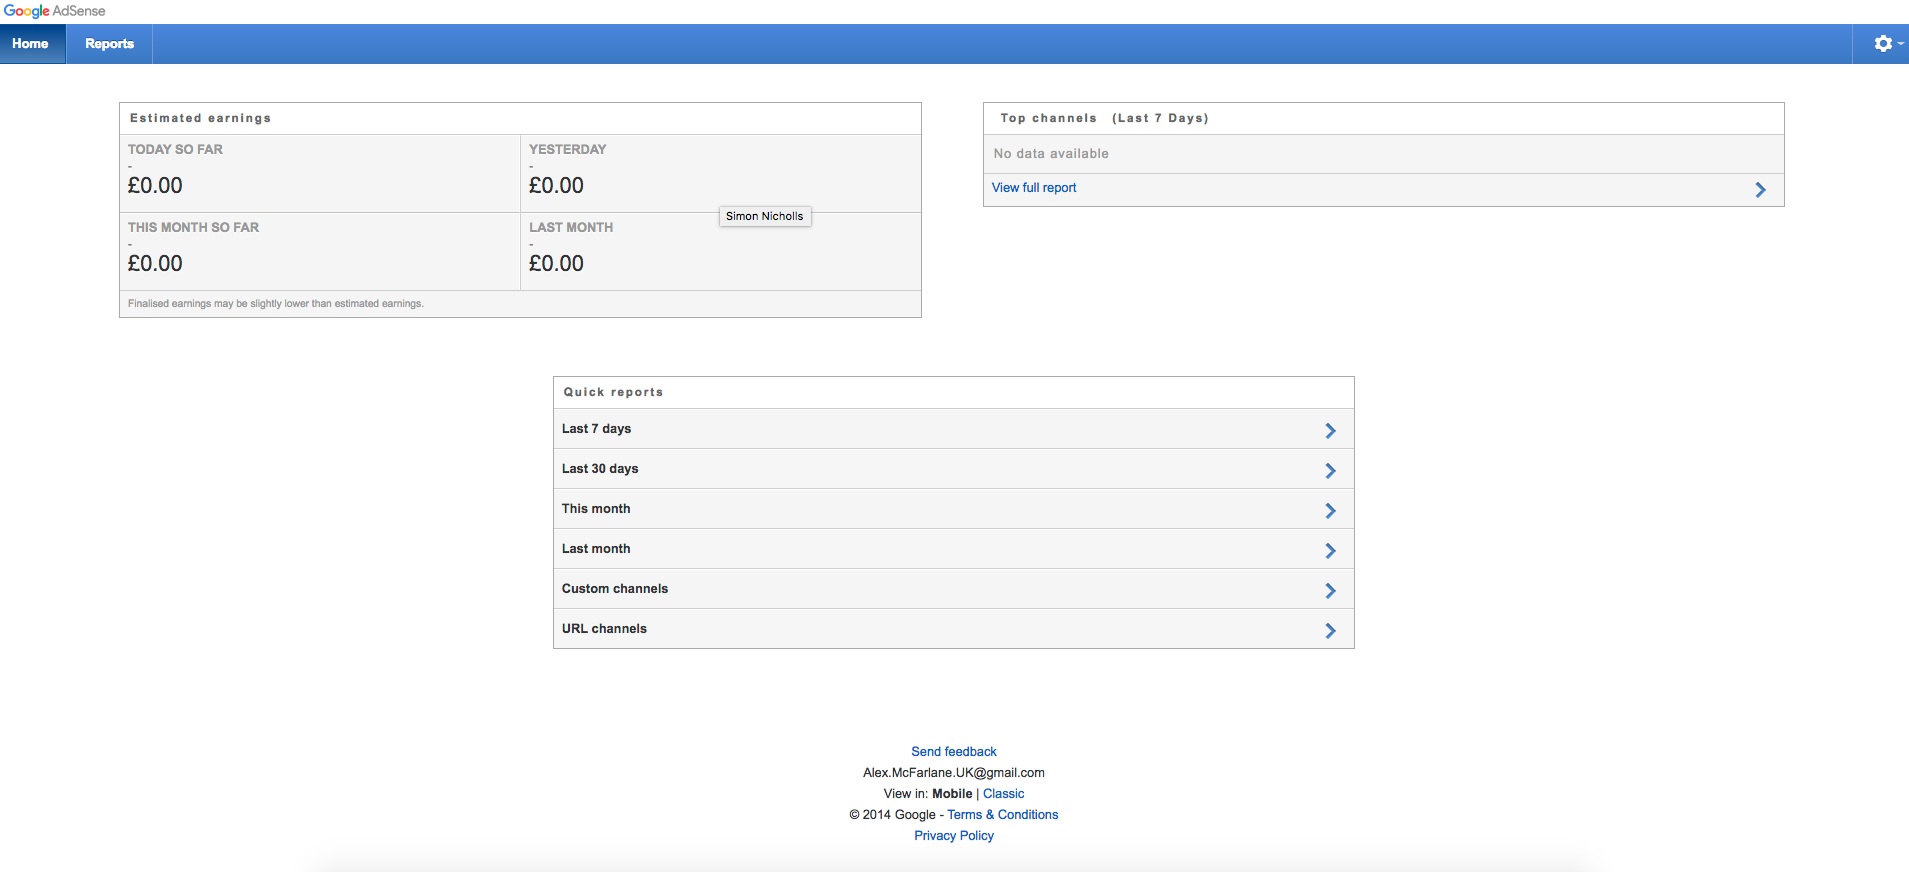 Google AdSense
Home
Reports
Estimated earnings
TODAY SO FAR
-
£0.00
YESTERDAY
-
£0.00
Simon Nicholls
THIS MONTH SO FAR
-
£0.00
LAST MONTH
-
£0.00
Finalised earnings may be slightly lower than estimated earnings.
Top channels (Last 7 Days)
No data available
View full report
Quick reports
Last 7 days
Last 30 days
This month
Last month
Custom channels
URL channels
Send feedback
Alex.McFarlane.UK@gmail.com
View in: Mobile | Classic
© 2014 Google - Terms & Conditions
Privacy Policy